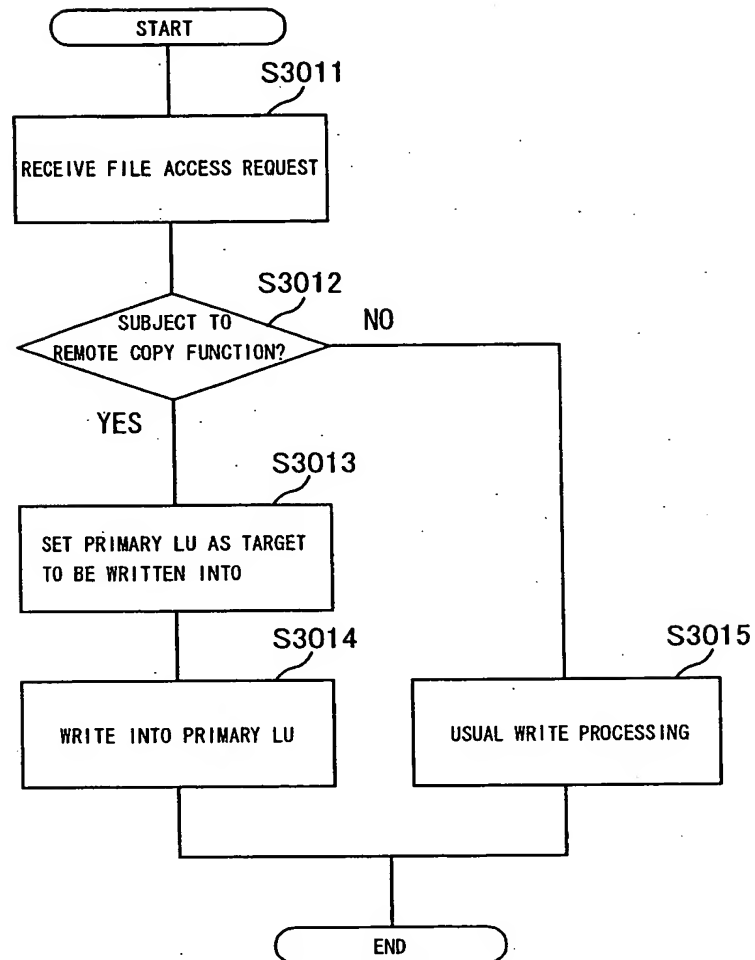 START
S3011
RECEIVE FILE ACCESS REQUEST
S3012
SUBJECT TO
REMOTE COPY FUNCTION?
NO
YES
S3013
SET PRIMARY LU AS TARGET
TO BE WRITTEN INTO
S3014
WRITE INTO PRIMARY LU
S3015
USUAL WRITE PROCESSING
END